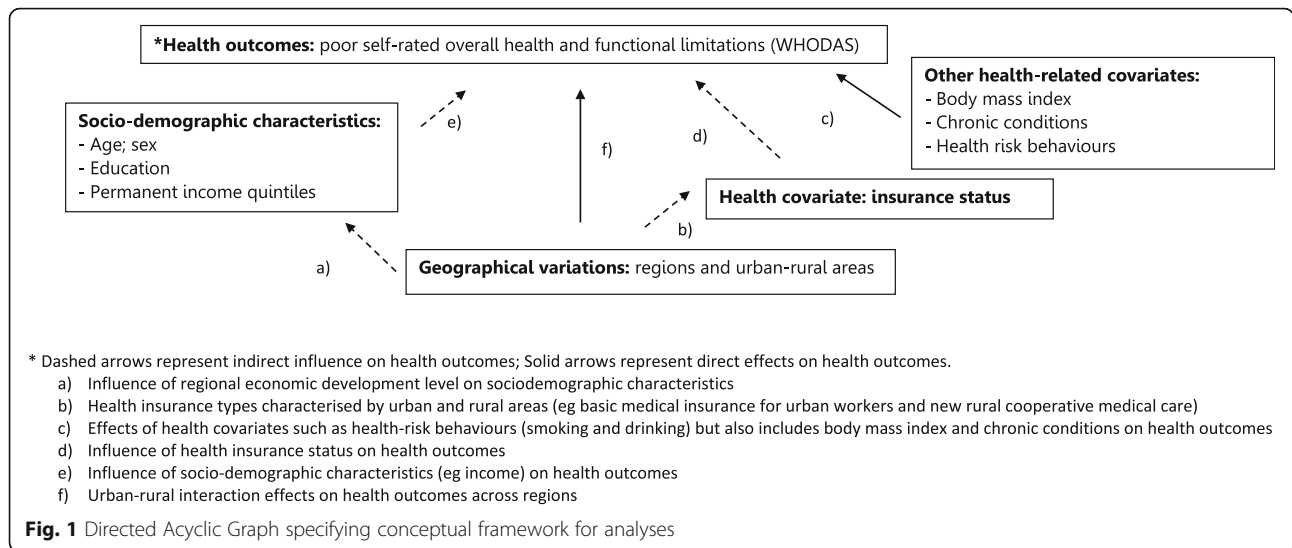 *Health outcomes: poor self-rated overall health and functional limitations (WHODAS)
Other health-related covariates:
- Body mass index
- Chronic conditions
- Health risk behaviours
Socio-demographic characteristics:
- Age; sex
- Education
- Permanent income quintiles
e)
f)
d)
c)
Health covariate: insurance status
b)
a)
Geographical variations: regions and urban-rural areas
* Dashed arrows represent indirect influence on health outcomes; Solid arrows represent direct effects on health outcomes.
a) Influence of regional economic development level on sociodemographic characteristics
b) Health insurance types characterised by urban and rural areas (eg basic medical insurance for urban workers and new rural cooperative medical care)
c) Effects of health covariates such as health-risk behaviours (smoking and drinking) but also includes body mass index and chronic conditions on health outcomes
d) Influence of health insurance status on health outcomes
e) Influence of socio-demographic characteristics (eg income) on health outcomes
f) Urban-rural interaction effects on health outcomes across regions
Fig. 1 Directed Acyclic Graph specifying conceptual framework for analyses